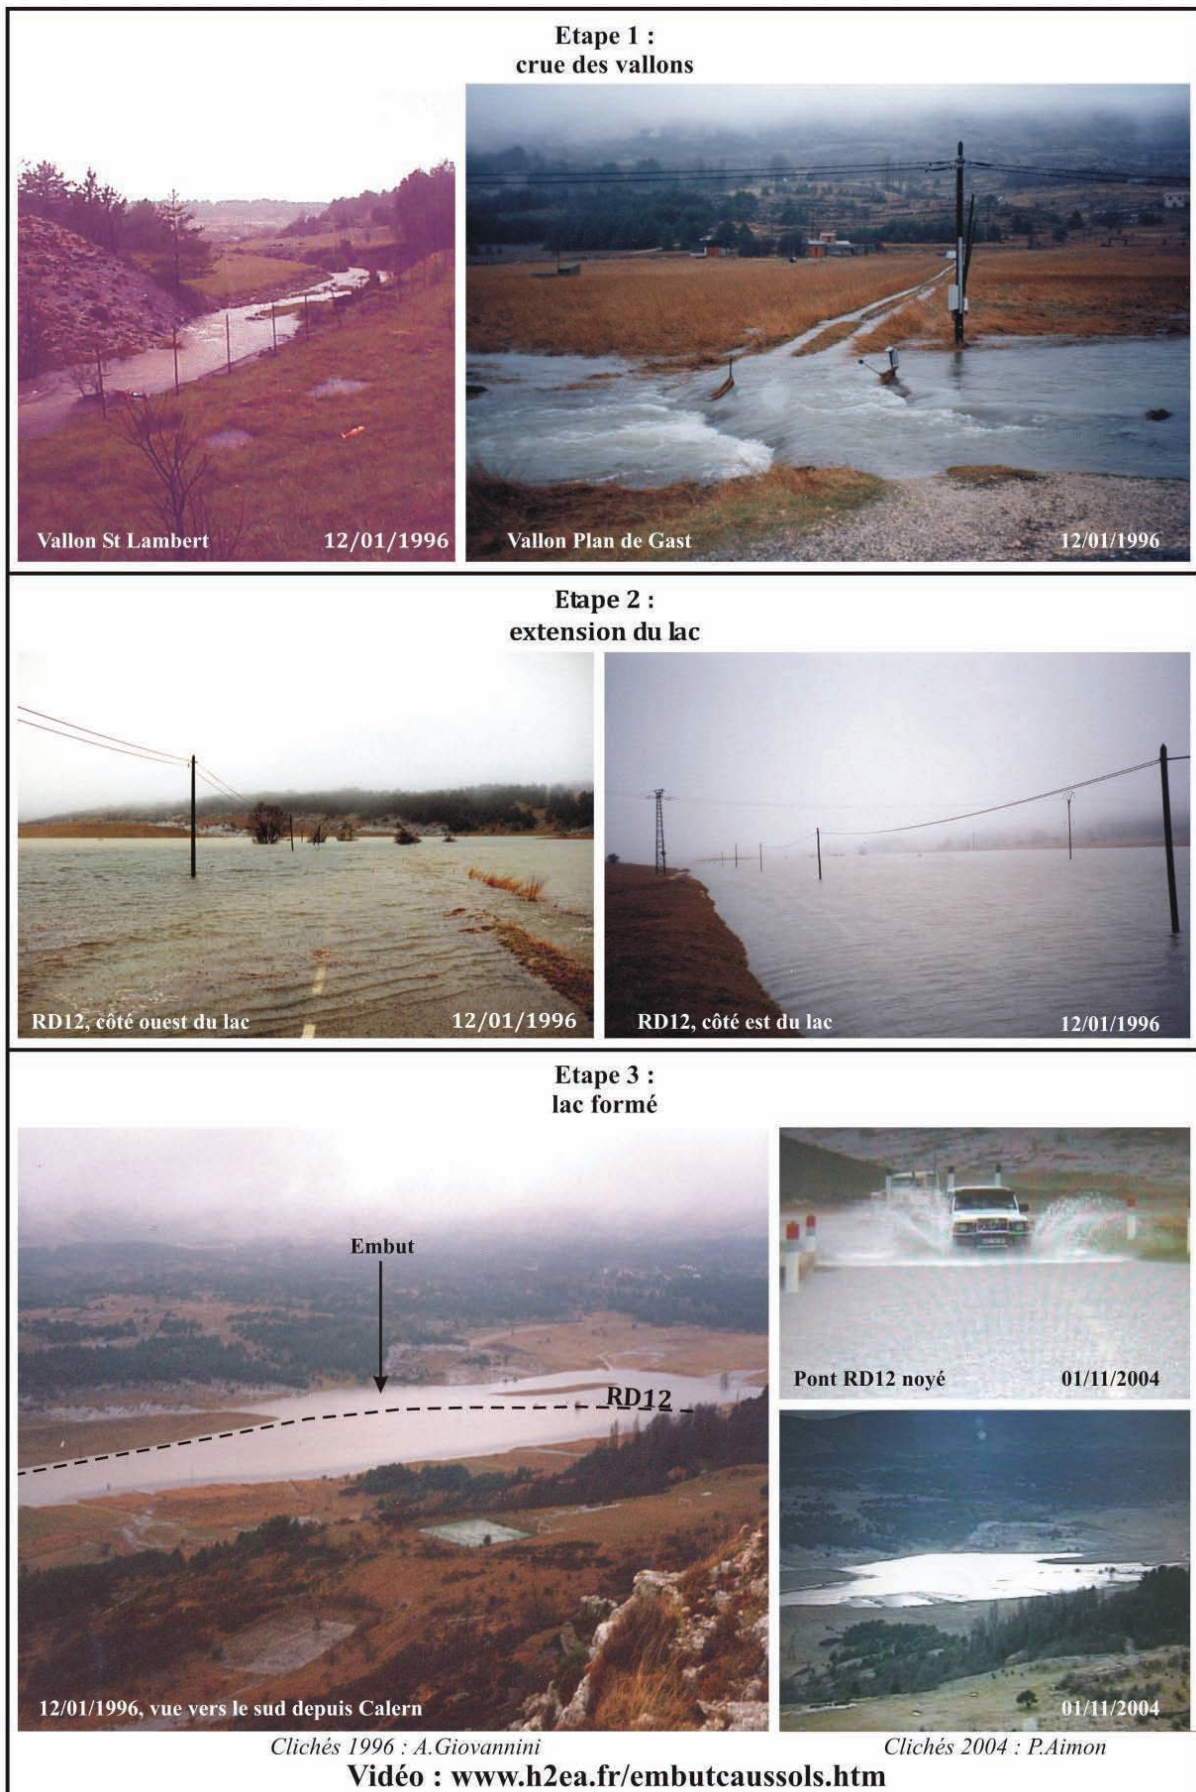 Etape 1 :
crue des vallons
Vallon St Lambert
12/01/1996
Vallon Plan de Gast
12/01/1996
Etape 2 :
extension du lac
RD12, côté ouest du lac
12/01/1996
RD12, côté est du lac
12/01/1996
Etape 3 :
lac formé
Embut
RD12
12/01/1996, vue vers le sud depuis Calern
Pont RD12 noyé
01/11/2004
01/11/2004
Clichés 1996 : A.Giovannini
Clichés 2004 : P.Aimon
Vidéo : www.h2ea.fr/embutcaussols.htm